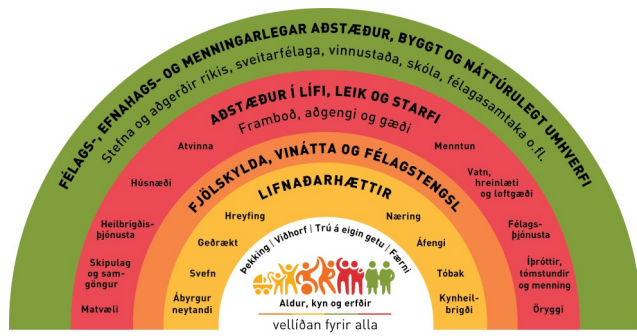 FÉLAGS-, EFNAHAGS- OG MENNINGARLEGAR AÐSTÆÐUR, BYGGT OG NÁTTÚRULEGT UMHVERFI
Stefna og aðgerðir ríkis, sveitarfélaga, vinnustaða, skóla, félagasamtaka o.fl.
AÐSTÆÐUR Í LÍFI, LEIK OG STARFI
Framboð, aðgengi og gæði
Atvinna
Húsnæði
Heilbrigðis-
þjónusta
Skipulag
og sam-
göngur
Matvæli
Menntun
Vatn,
hreinlæti
og loftgæði
Félags-
þjónusta
Íþróttir,
tómstundir
og menning
Öryggi
FJÖLSKYLDA, VINÁTTA OG FÉLAGSTENGSL
LIFNAÐARHÆTTIR
Hreyfing
Geðrækt
Svefn
Ábyrgur
neytandi
Næring
Áfengi
Tóbak
Kynheil-
brigði
Þekking | Viðhorf | Trú á eigin getu | Færni
Aldur, kyn og erfðir
vellíðan fyrir alla